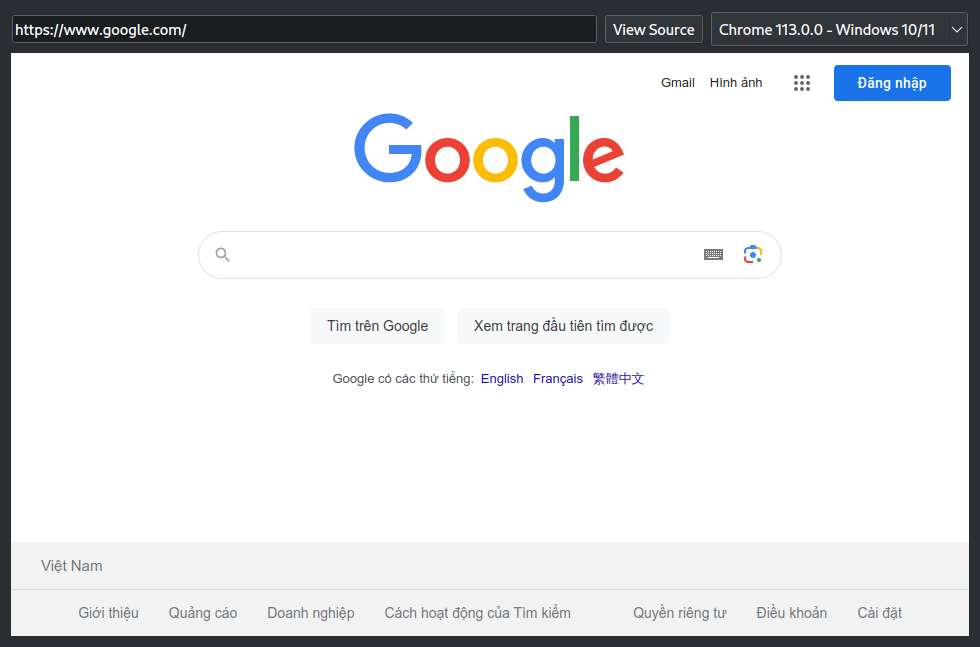 https://www.google.com/ View Source Chrome 113.0.0 - Windows 10/11
Gmail Hình ảnh Đăng nhập
Google
Tìm trên Google Xem trang đầu tiên tìm được
Google có các thứ tiếng: English Français 繁體中文
Việt Nam
Giới thiệu Quảng cáo Doanh nghiệp Cách hoạt động của Tìm kiếm Quyền riêng tư Điều khoản Cài đặt